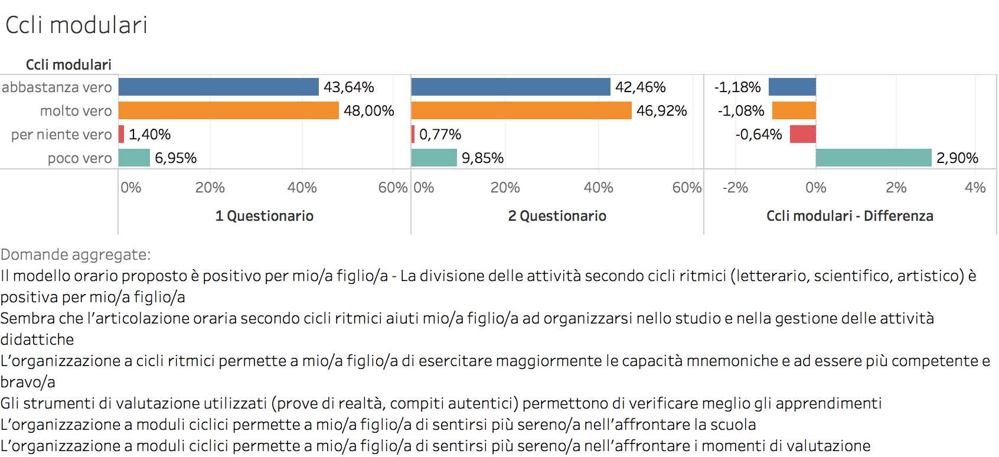 Ccli modulari
Ccli modulari
abbastanza vero 43,64% 42,46% -1,18%
molto vero 48,00% 46,92% -1,08%
per niente vero 1,40% 0,77% -0,64%
poco vero 6,95% 9,85% 2,90%
0% 20% 40% 60% 0% 20% 40% 60% -2% 0% 2% 4%
1 Questionario 2 Questionario Ccli modulari - Differenza
Domande aggregate:
Il modello orario proposto è positivo per mio/a figlio/a - La divisione delle attività secondo cicli ritmici (letterario, scientifico, artistico) è
positiva per mio/a figlio/a
Sembra che l’articolazione oraria secondo cicli ritmici aiuti mio/a figlio/a ad organizzarsi nello studio e nella gestione delle attività
didattiche
L’organizzazione a cicli ritmici permette a mio/a figlio/a di esercitare maggiormente le capacità mnemoniche e ad essere più competente e
bravo/a
Gli strumenti di valutazione utilizzati (prove di realtà, compiti autentici) permettono di verificare meglio gli apprendimenti
L’organizzazione a moduli ciclici permette a mio/a figlio/a di sentirsi più sereno/a nell’affrontare la scuola
L’organizzazione a moduli ciclici permette a mio/a figlio/a di sentirsi più sereno/a nell’affrontare i momenti di valutazione